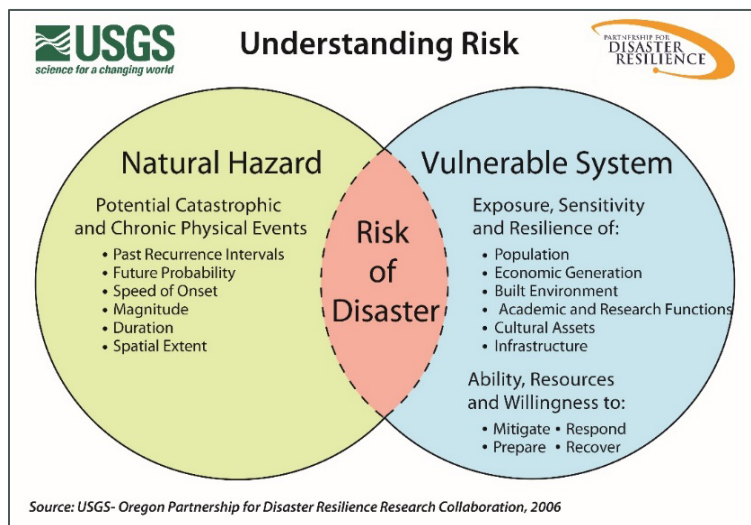 USGS
science for a changing world
Understanding Risk
PARTNERSHIP FOR
DISASTER
RESILIENCE
Natural Hazard
Potential Catastrophic
and Chronic Physical Events
• Past Recurrence Intervals
• Future Probability
• Speed of Onset
• Magnitude
• Duration
• Spatial Extent
Risk
of
Disaster
Vulnerable System
Exposure, Sensitivity
and Resilience of:
• Population
• Economic Generation
• Built Environment
• Academic and Research Functions
• Cultural Assets
• Infrastructure
Ability, Resources
and Willingness to:
• Mitigate • Respond
• Prepare • Recover
Source: USGS- Oregon Partnership for Disaster Resilience Research Collaboration, 2006